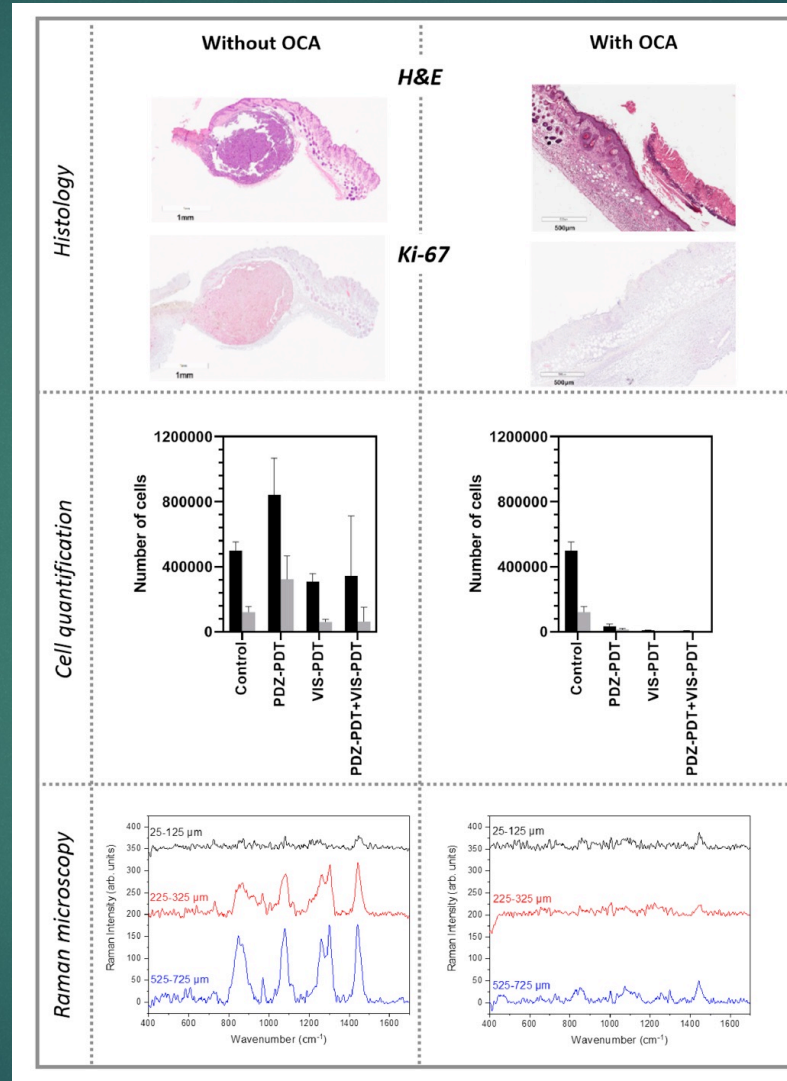 Without OCA
With OCA
H&E
Histology
1mm
500µm
Ki-67
1mm
500µm
Cell quantification
Number of cells
1200000
800000
400000
0
Control
PDZ-PDT
VIS-PDT
PDZ-PDT+VIS-PDT
Number of cells
1200000
800000
400000
0
Control
PDZ-PDT
VIS-PDT
PDZ-PDT+VIS-PDT
Raman microscopy
Raman Intensity (arb. units)
400
350
300
250
200
150
100
50
0
25-125 µm
225-325 µm
525-725 µm
400 600 800 1000 1200 1400 1600
Wavenumber (cm⁻¹)
Raman Intensity (arb. units)
400
350
300
250
200
150
100
50
0
25-125 µm
225-325 µm
525-725 µm
400 600 800 1000 1200 1400 1600
Wavenumber (cm⁻¹)